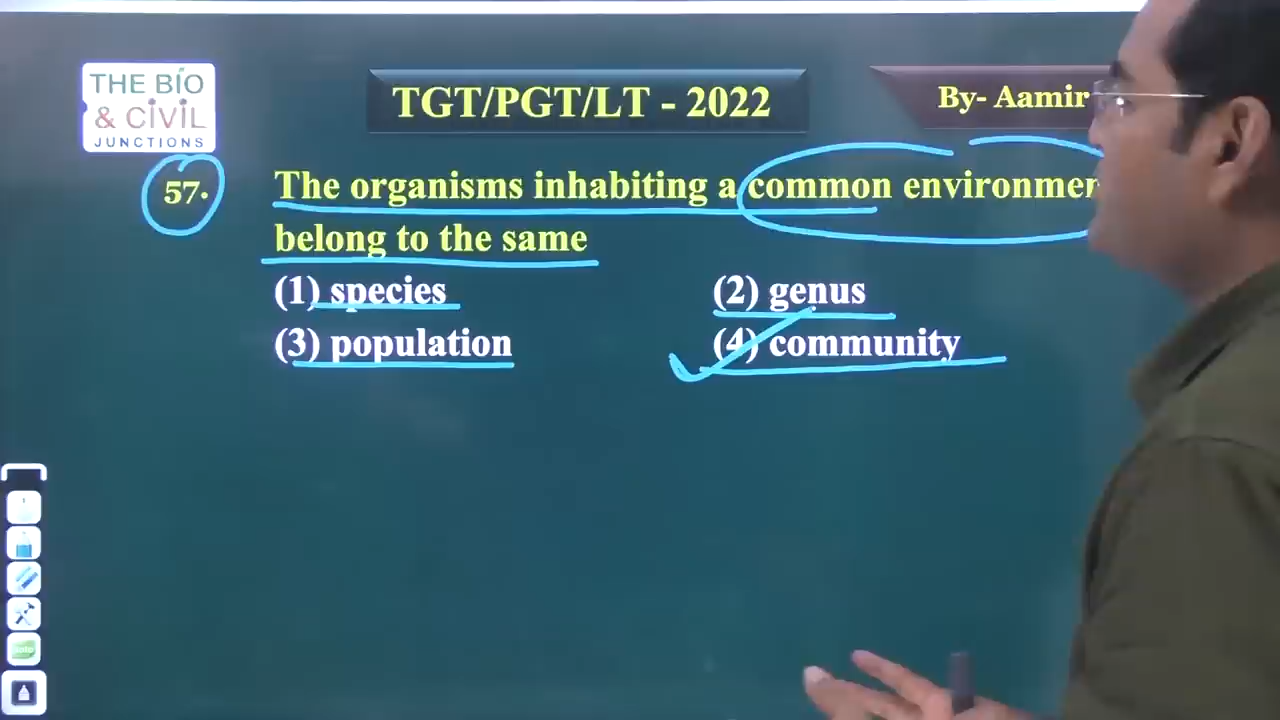 THE BIO
& CIVIL
JUNCTIONS
TGT/PGT/LT - 2022
By- Aamir
57. The organisms inhabiting a common
belong to the same
(1) species (2) genus
(3) population (4) community